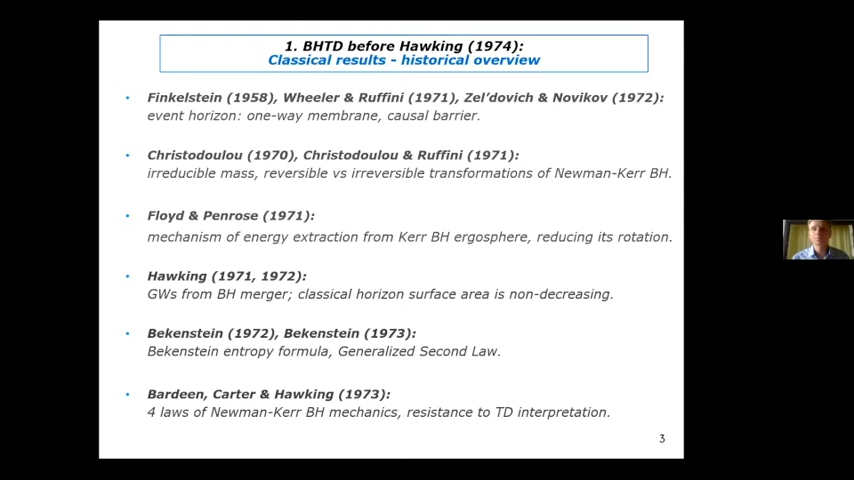 1. BHTD before Hawking (1974):
Classical results - historical overview
• Finkelstein (1958), Wheeler & Ruffini (1971), Zel’dovich & Novikov (1972):
event horizon: one-way membrane, causal barrier.
• Christodoulou (1970), Christodoulou & Ruffini (1971):
irreducible mass, reversible vs irreversible transformations of Newman-Kerr BH.
• Floyd & Penrose (1971):
mechanism of energy extraction from Kerr BH ergosphere, reducing its rotation.
• Hawking (1971, 1972):
GWs from BH merger; classical horizon surface area is non-decreasing.
• Bekenstein (1972), Bekenstein (1973):
Bekenstein entropy formula, Generalized Second Law.
• Bardeen, Carter & Hawking (1973):
4 laws of Newman-Kerr BH mechanics, resistance to TD interpretation.
3